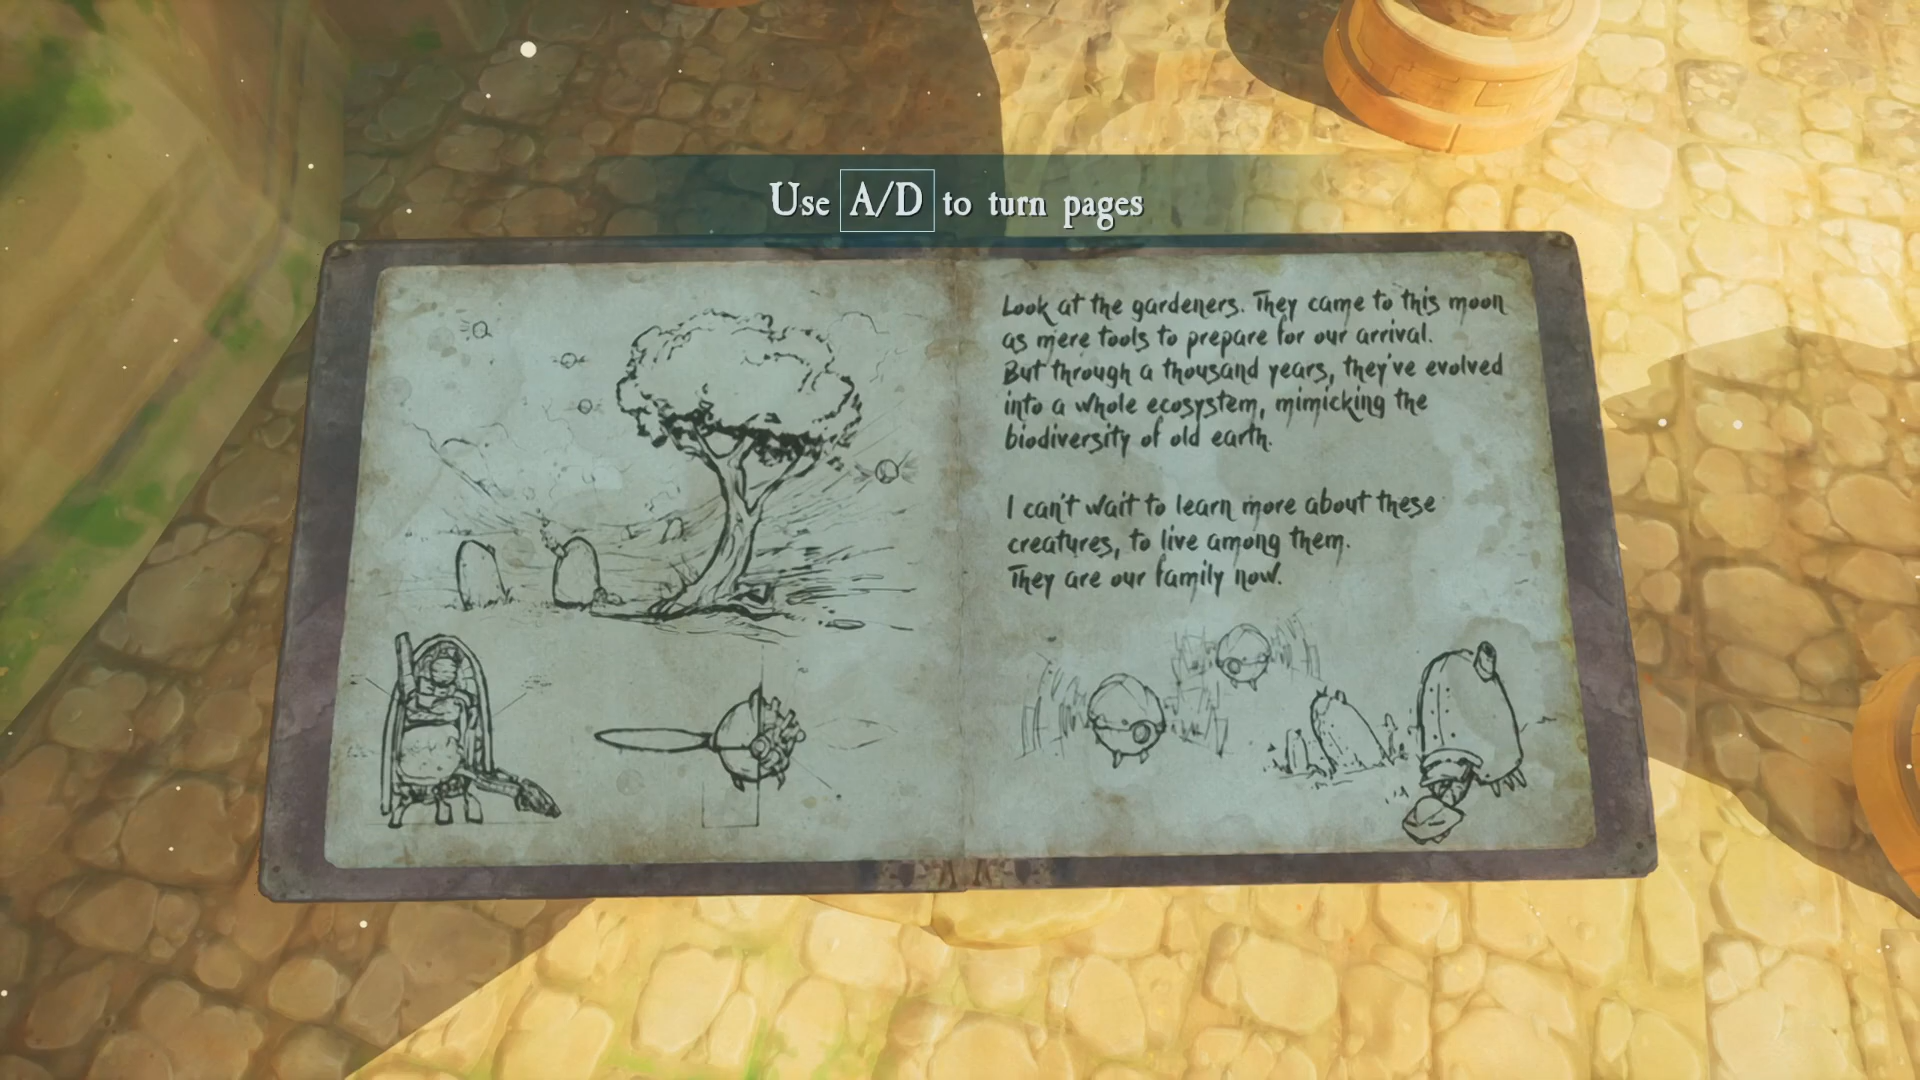 Use A/D to turn pages
Look at the gardeners. They came to this moon
as mere tools to prepare for our arrival.
But through a thousand years, they've evolved
into a whole ecosystem, mimicking the
biodiversity of old earth.
I can't wait to learn more about these
creatures, to live among them.
They are our family now.